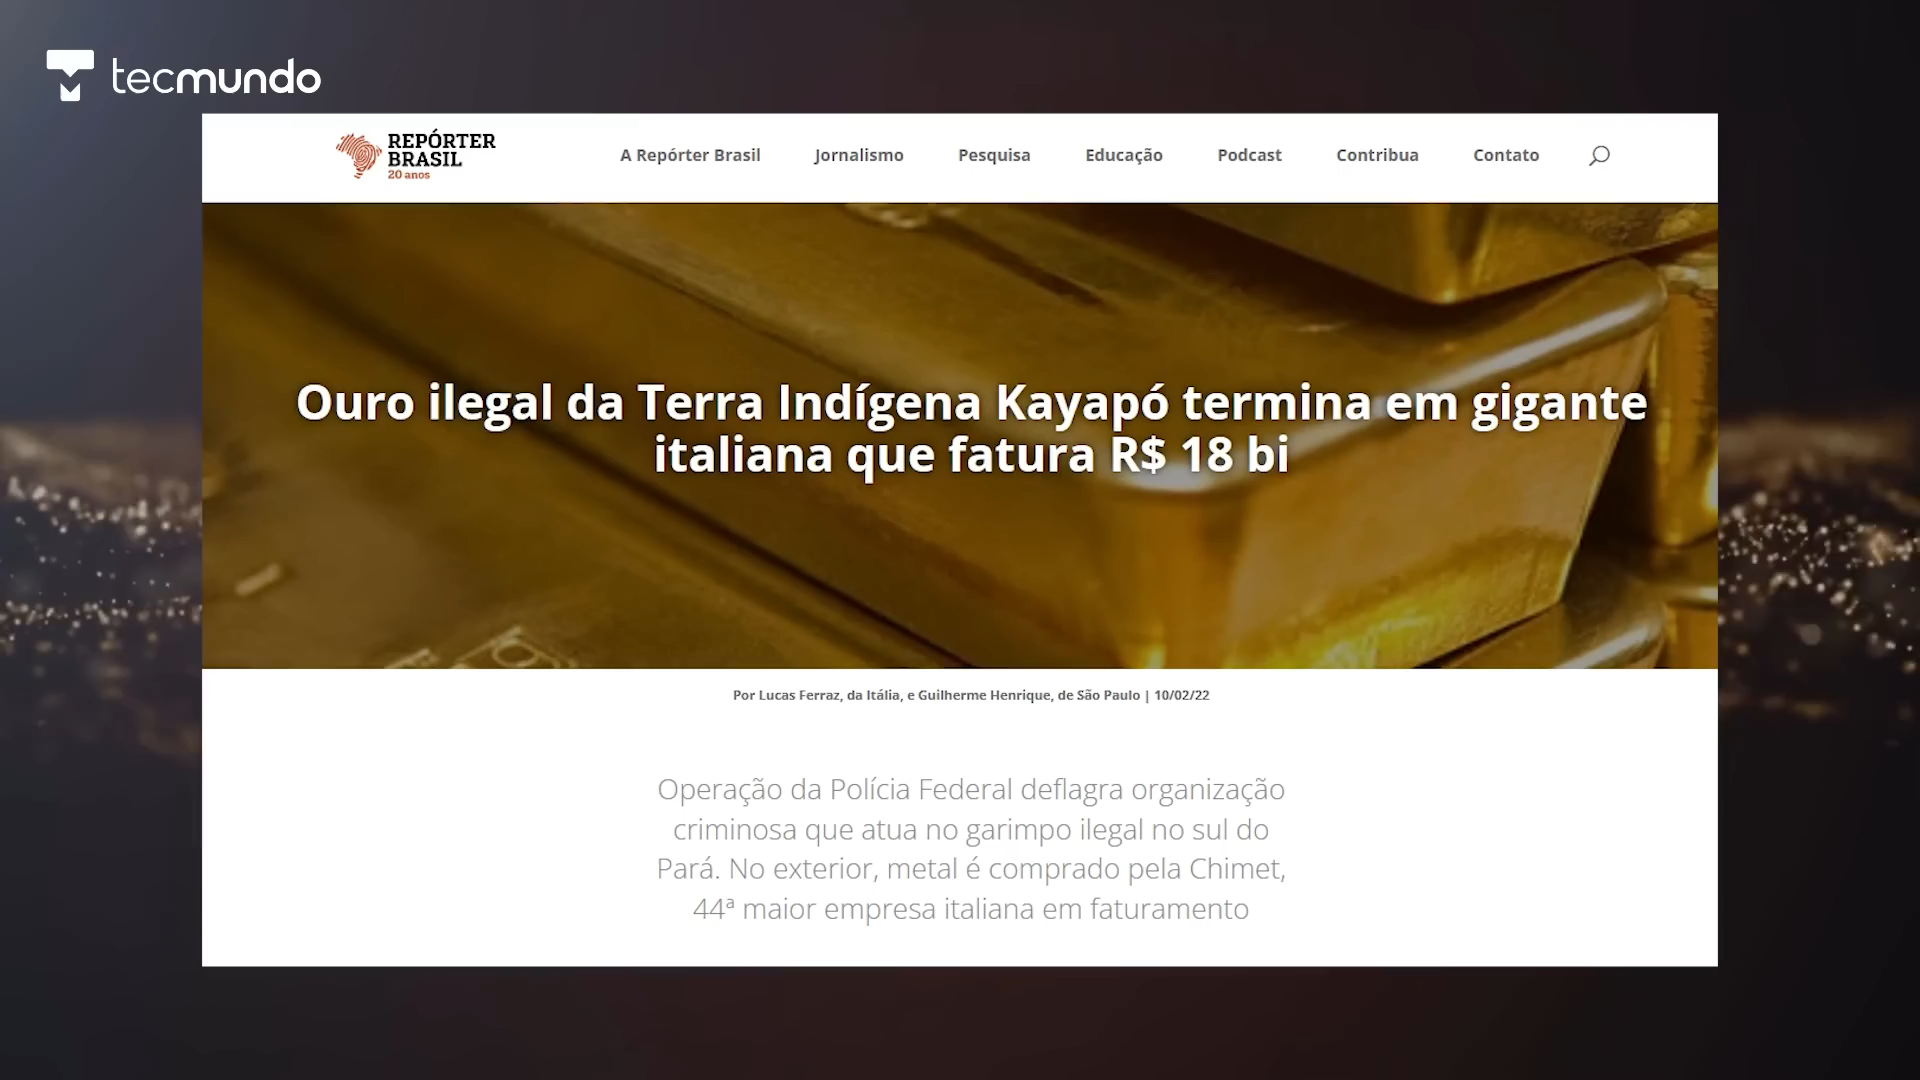 tecmundo
REPÓRTER
BRASIL
20 anos
A Repórter Brasil Jornalismo Pesquisa Educação Podcast Contribua Contato
Ouro ilegal da Terra Indígena Kayapó termina em gigante
italiana que fatura R$ 18 bi
Por Lucas Ferraz, da Itália, e Guilherme Henrique, de São Paulo | 10/02/22
Operação da Polícia Federal deflagra organização
criminosa que atua no garimpo ilegal no sul do
Pará. No exterior, metal é comprado pela Chimet,
44ª maior empresa italiana em faturamento